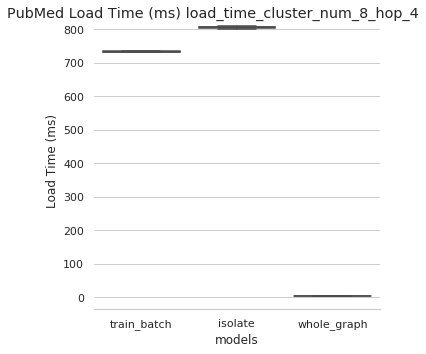 PubMed Load Time (ms) load_time_cluster_num_8_hop_4
800
700
600
500
400
300
200
100
0
Load Time (ms)
train_batch
isolate
whole_graph
models